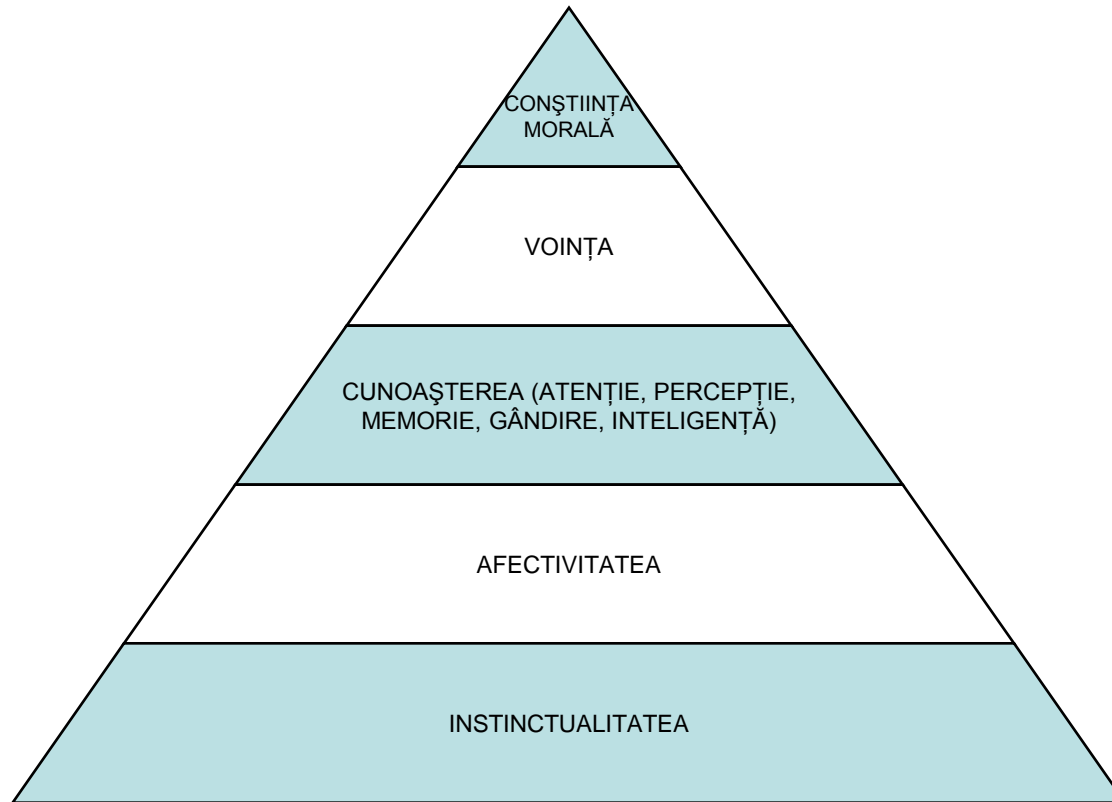 CONŞTIINȚA
MORALĂ
VOINȚA
CUNOAŞTEREA (ATENȚIE, PERCEPȚIE,
MEMORIE, GÂNDIRE, INTELIGENȚĂ)
AFECTIVITATEA
INSTINCTUALITATEA